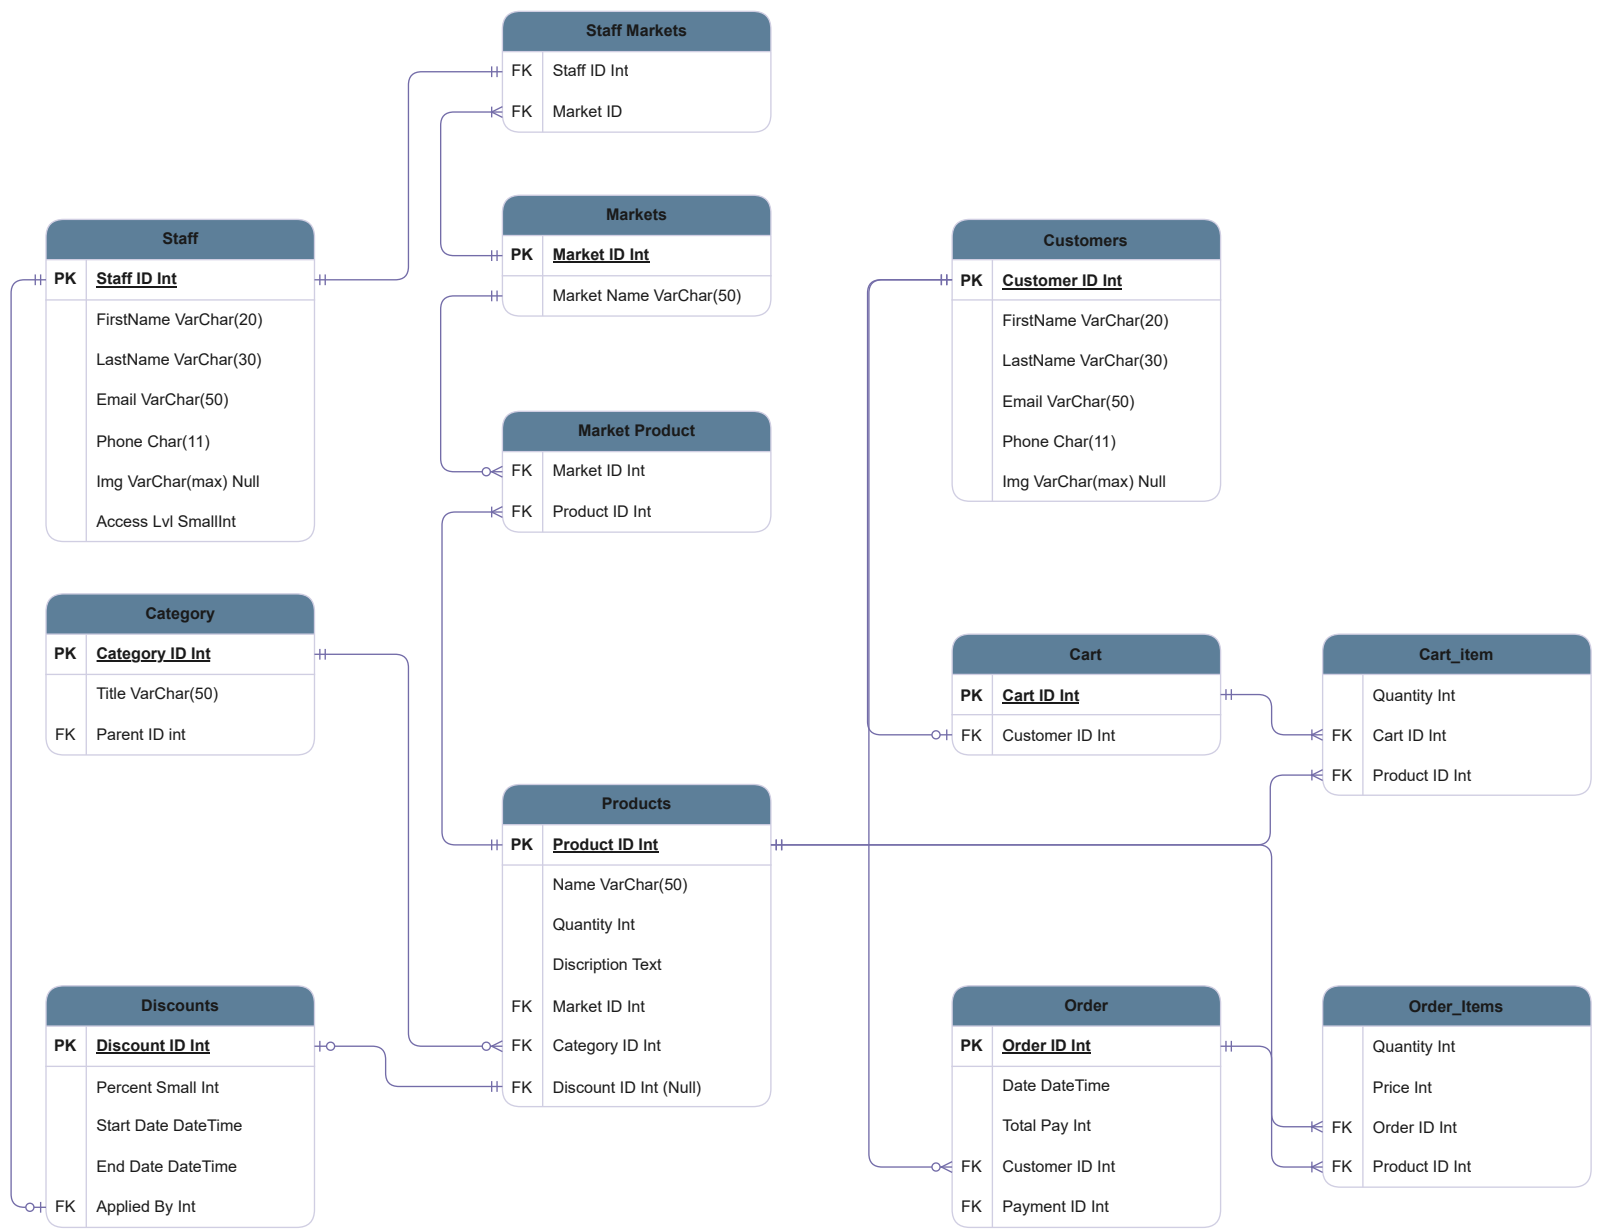 Staff Markets
FK Staff ID Int
FK Market ID
Markets
PK Market ID Int
Market Name VarChar(50)
Staff
PK Staff ID Int
FirstName VarChar(20)
LastName VarChar(30)
Email VarChar(50)
Phone Char(11)
Img VarChar(max) Null
Access Lvl SmallInt
Customers
PK Customer ID Int
FirstName VarChar(20)
LastName VarChar(30)
Email VarChar(50)
Phone Char(11)
Img VarChar(max) Null
Market Product
FK Market ID Int
FK Product ID Int
Category
PK Category ID Int
Title VarChar(50)
FK Parent ID int
Cart
PK Cart ID Int
FK Customer ID Int
Cart_item
Quantity Int
FK Cart ID Int
FK Product ID Int
Products
PK Product ID Int
Name VarChar(50)
Quantity Int
Discription Text
FK Market ID Int
FK Category ID Int
FK Discount ID Int (Null)
Discounts
PK Discount ID Int
Percent Small Int
Start Date DateTime
End Date DateTime
FK Applied By Int
Order
PK Order ID Int
Date DateTime
Total Pay Int
FK Customer ID Int
FK Payment ID Int
Order_Items
Quantity Int
Price Int
FK Order ID Int
FK Product ID Int